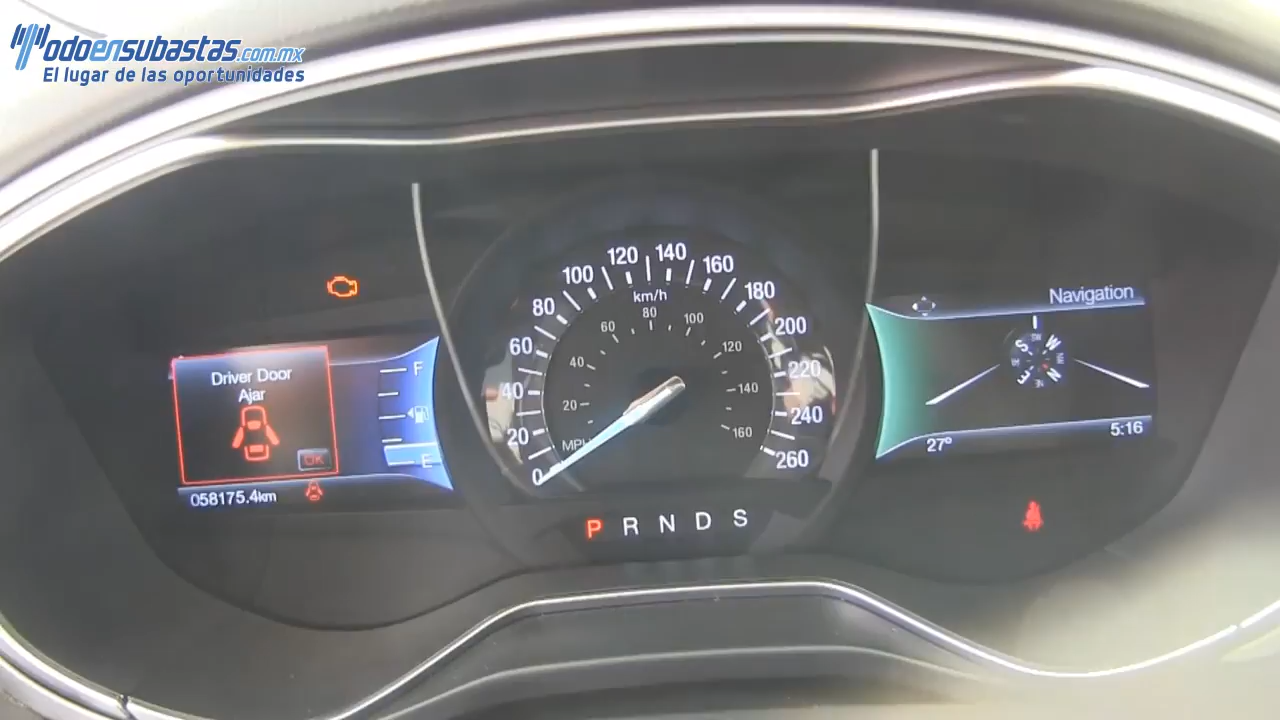 Todoensubastas.com.mx
El lugar de las oportunidades
Driver Door
Ajar
OK
058175.4km
F
E
0
20
40
60
80
100
120
140
160
180
200
220
240
260
km/h
20
40
60
80
100
120
140
160
MPH
P R N D S
Navigation
S
W
N
E
NE
27°
5:16